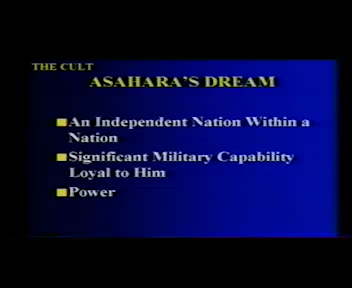 THE CULT
ASAHARA'S DREAM
An Independent Nation Within a
Nation
Significant Military Capability
Loyal to Him
Power